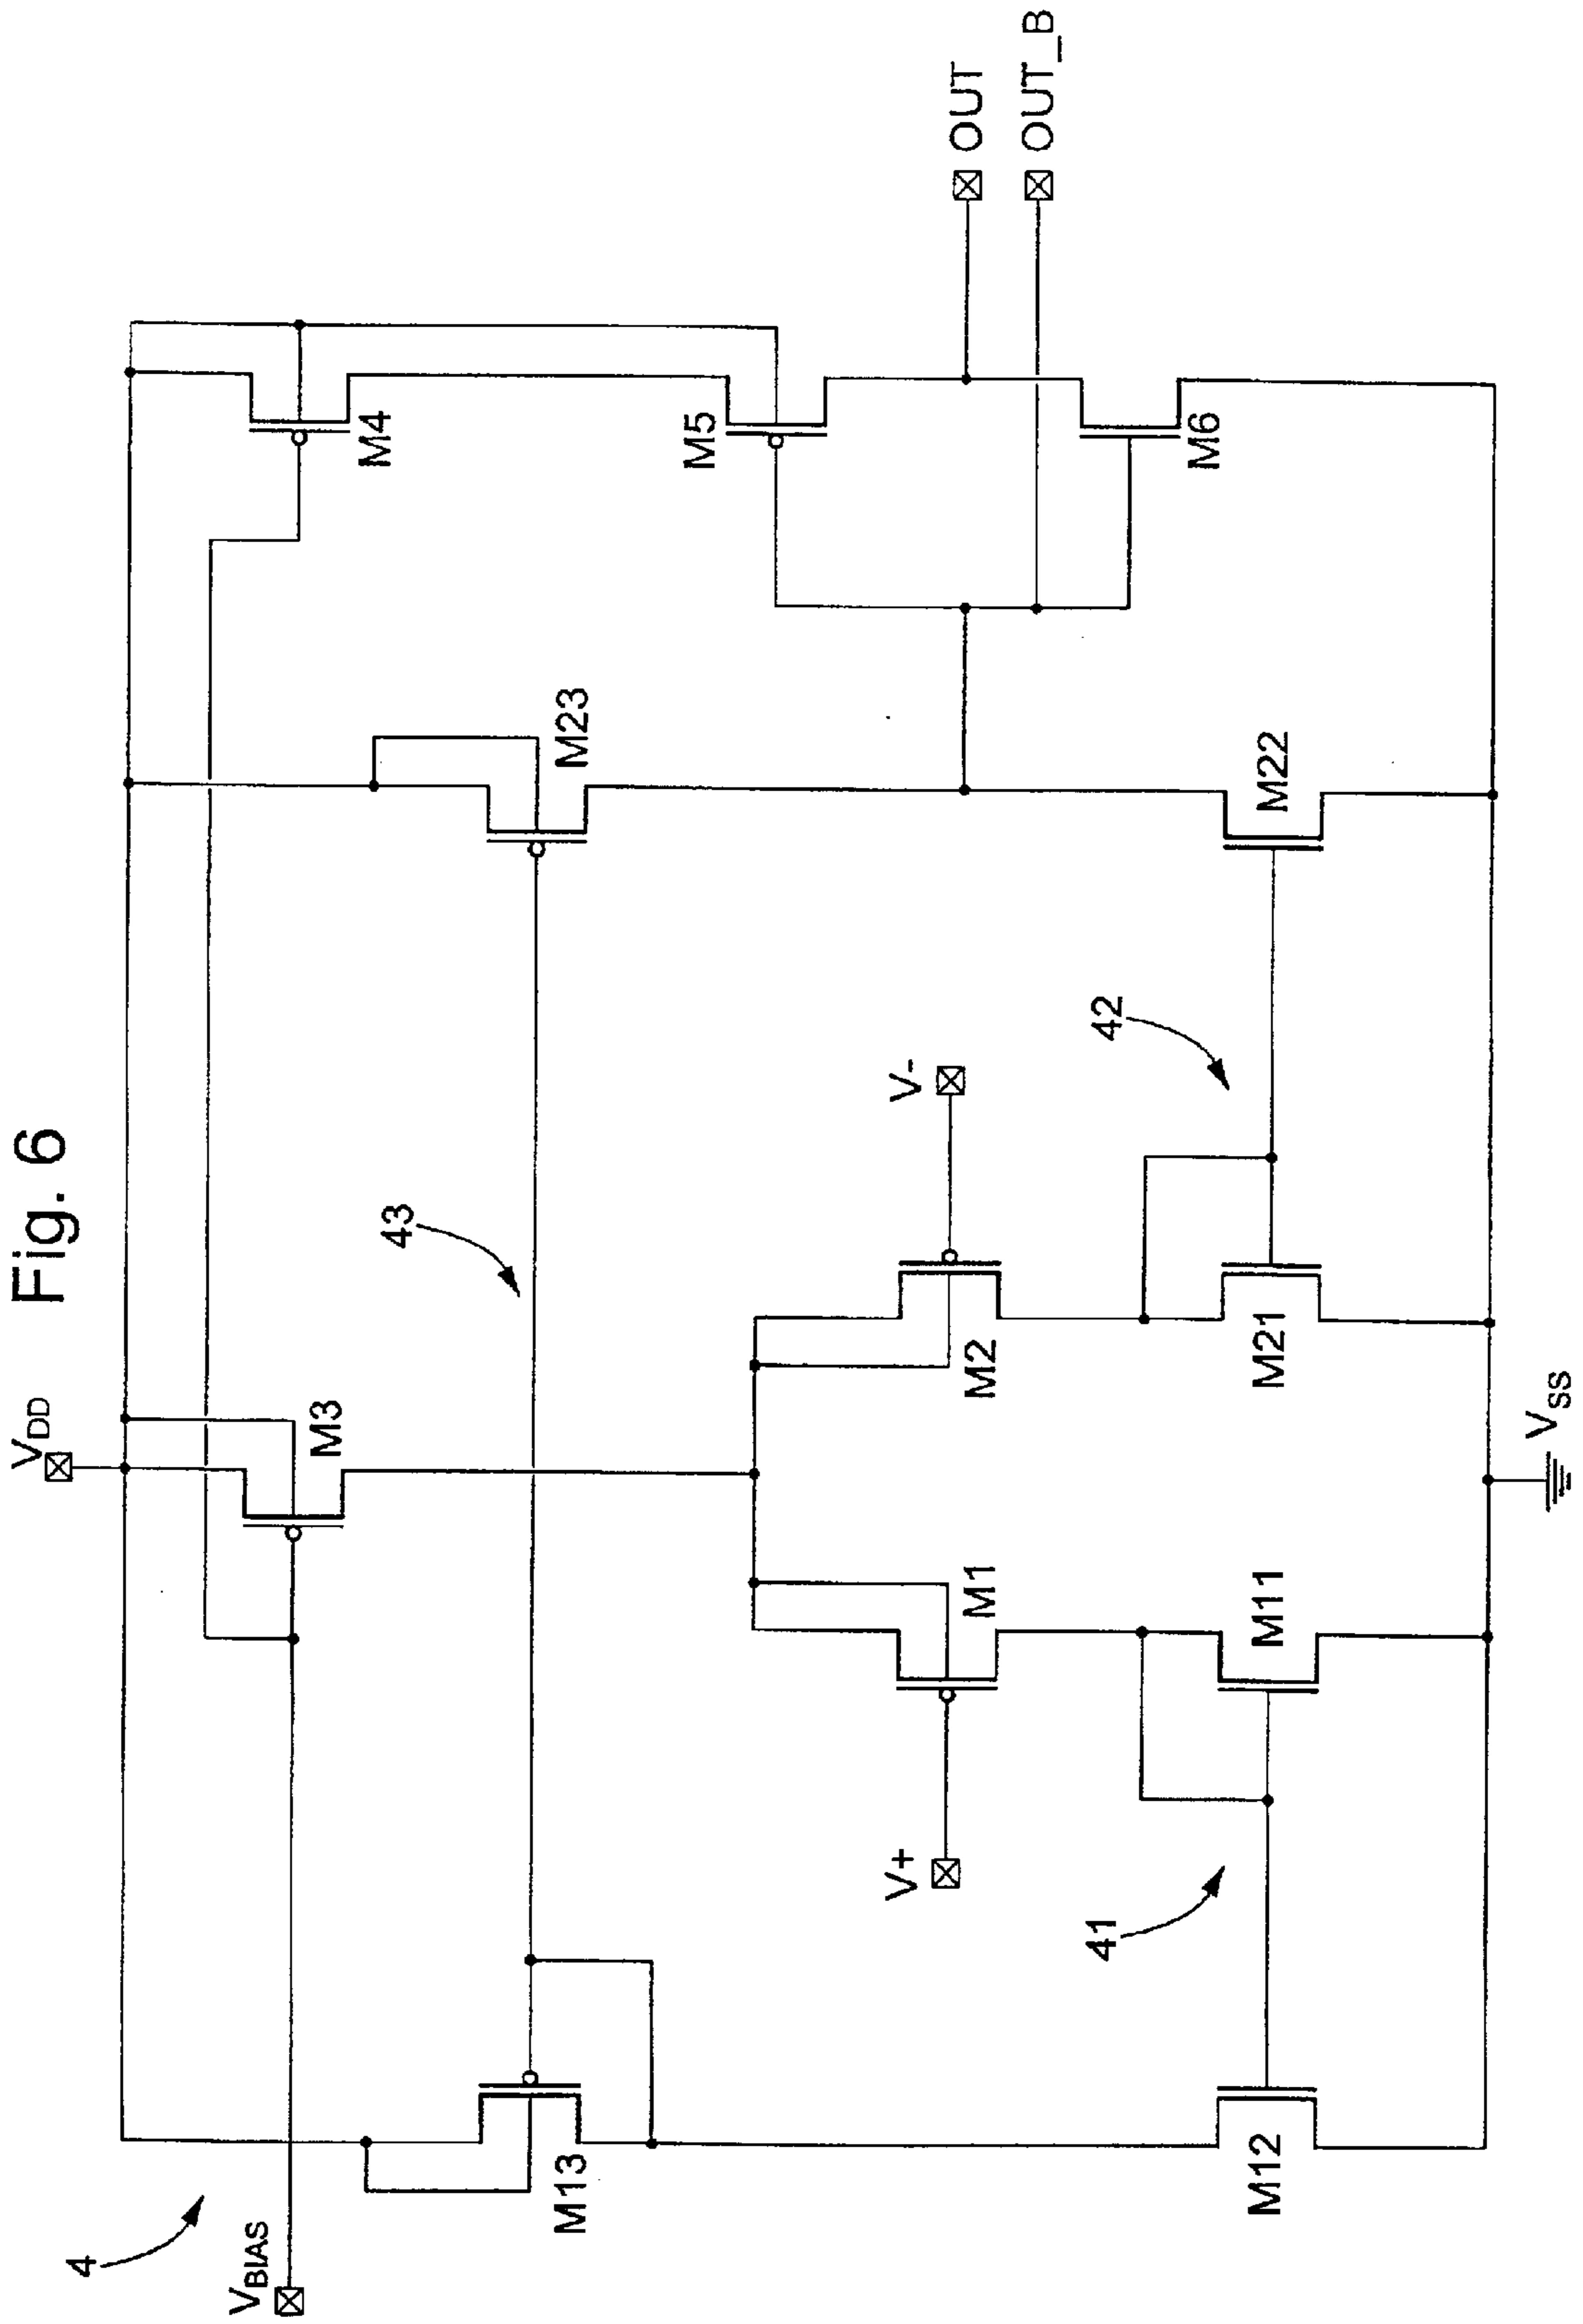 Fig. 6
4
V_BIAS
V_DD
M3
43
M13
M23
M4
M5
M6
OUT
OUT_B
V+
M1
M2
V-
41
42
M12
M11
M21
M22
V_SS